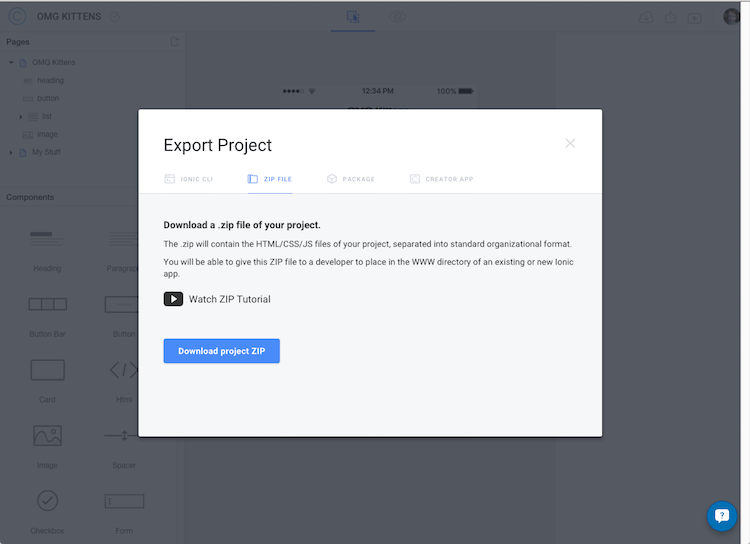 OMG KITTENS
Pages
OMG Kittens
heading
button
list
image
My Stuff
12:34 PM
100%
Export Project
IONIC CLI
ZIP FILE
PACKAGE
CREATOR APP
Download a .zip file of your project.
The .zip will contain the HTML/CSS/JS files of your project, separated into standard organizational format.
You will be able to give this ZIP file to a developer to place in the WWW directory of an existing or new Ionic
app.
Watch ZIP Tutorial
Download project ZIP
Components
Heading
Paragraph
Button Bar
Button
Card
Html
Image
Spacer
Checkbox
Form